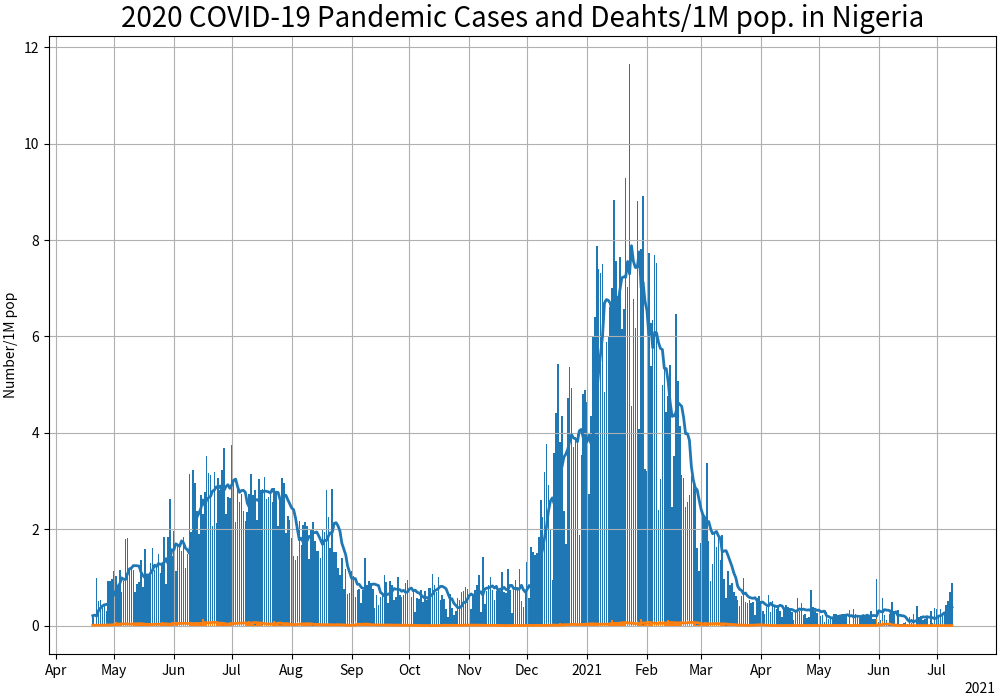 2020 COVID-19 Pandemic Cases and Deahts/1M pop. in Nigeria
12
10
8
6
4
2
0
Number/1M pop
Apr May Jun Jul Aug Sep Oct Nov Dec 2021 Feb Mar Apr May Jun Jul
2021